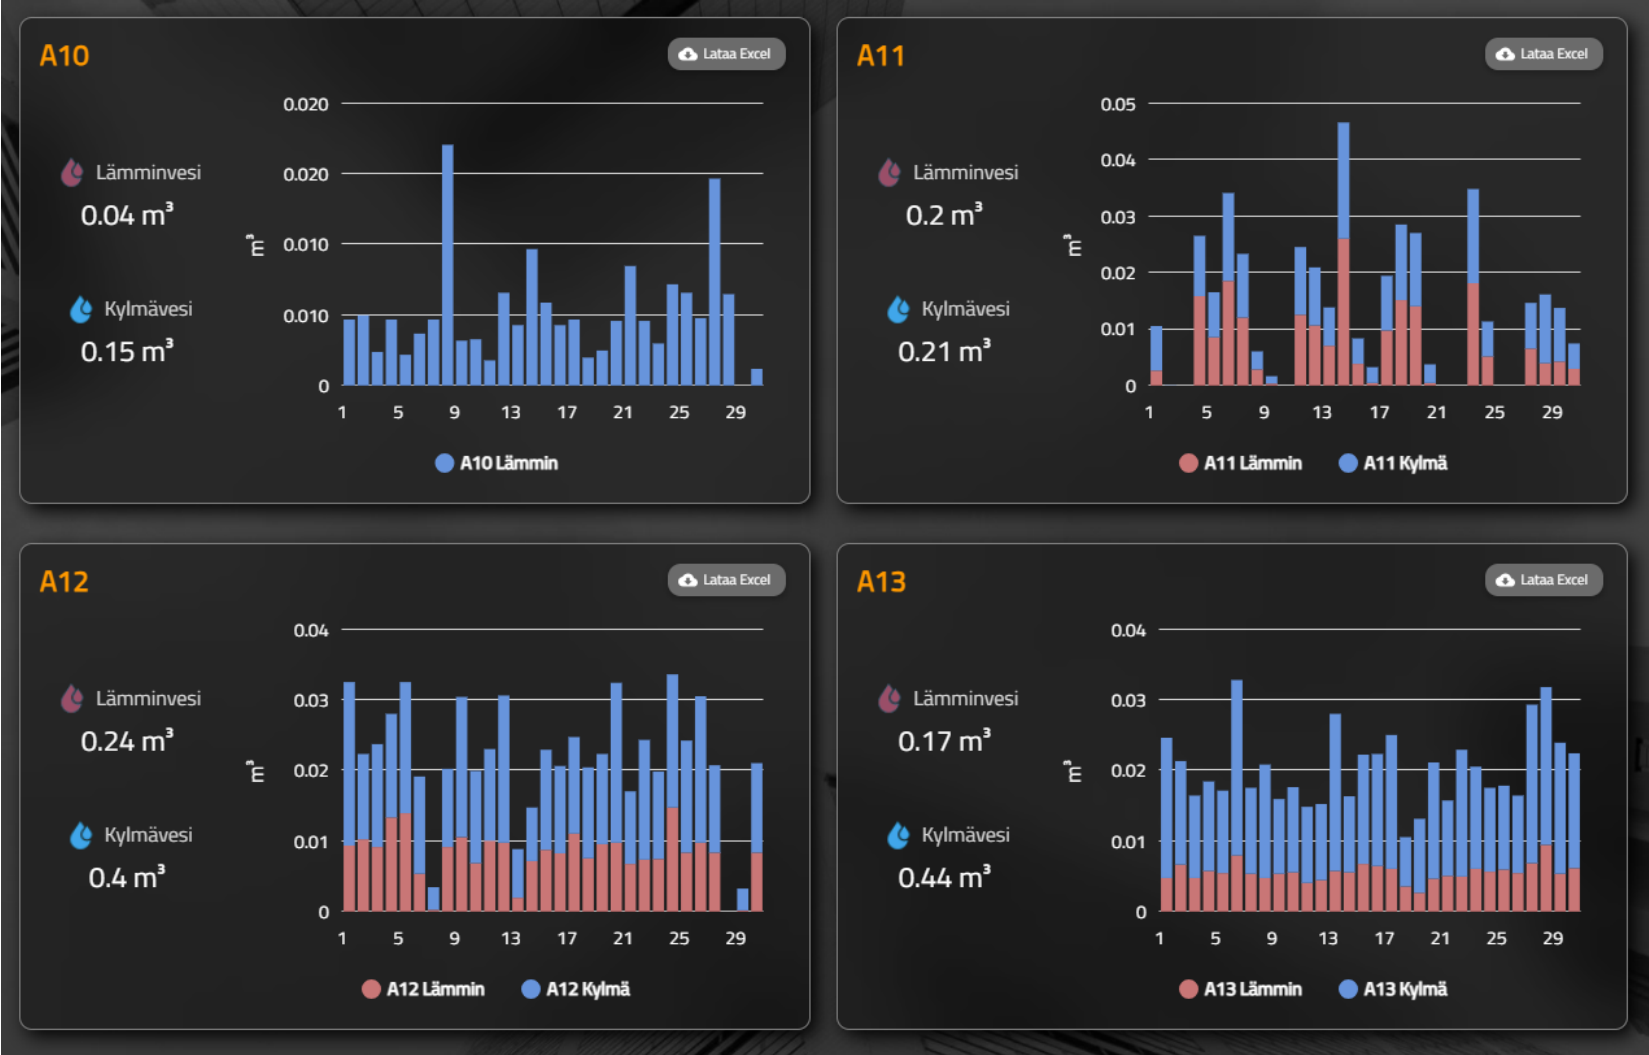 A10
Lataa Excel
Lämminvesi
0.04 m³
Kylmävesi
0.15 m³
m³
0.020
0.020
0.010
0.010
0
1 5 9 13 17 21 25 29
A10 Lämmin
A11
Lataa Excel
Lämminvesi
0.2 m³
Kylmävesi
0.21 m³
m³
0.05
0.04
0.03
0.02
0.01
0
1 5 9 13 17 21 25 29
A11 Lämmin A11 Kylmä
A12
Lataa Excel
Lämminvesi
0.24 m³
Kylmävesi
0.4 m³
m³
0.04
0.03
0.02
0.01
0
1 5 9 13 17 21 25 29
A12 Lämmin A12 Kylmä
A13
Lataa Excel
Lämminvesi
0.17 m³
Kylmävesi
0.44 m³
m³
0.04
0.03
0.02
0.01
0
1 5 9 13 17 21 25 29
A13 Lämmin A13 Kylmä